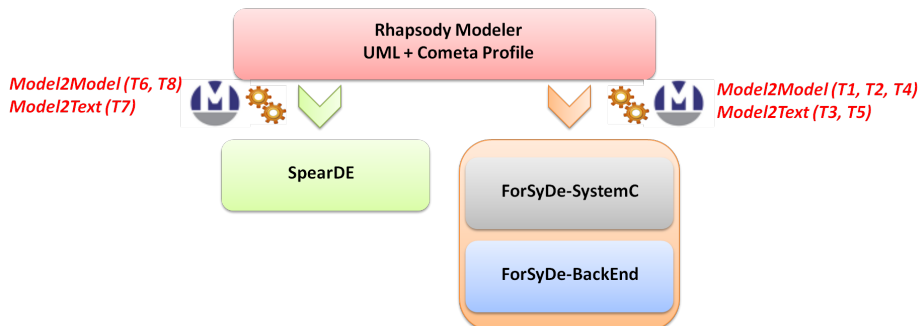 Rhapsody Modeler
UML + Cometa Profile
Model2Model (T6, T8)
Model2Text (T7)
Model2Model (T1, T2, T4)
Model2Text (T3, T5)
SpearDE
ForSyDe-SystemC
ForSyDe-BackEnd